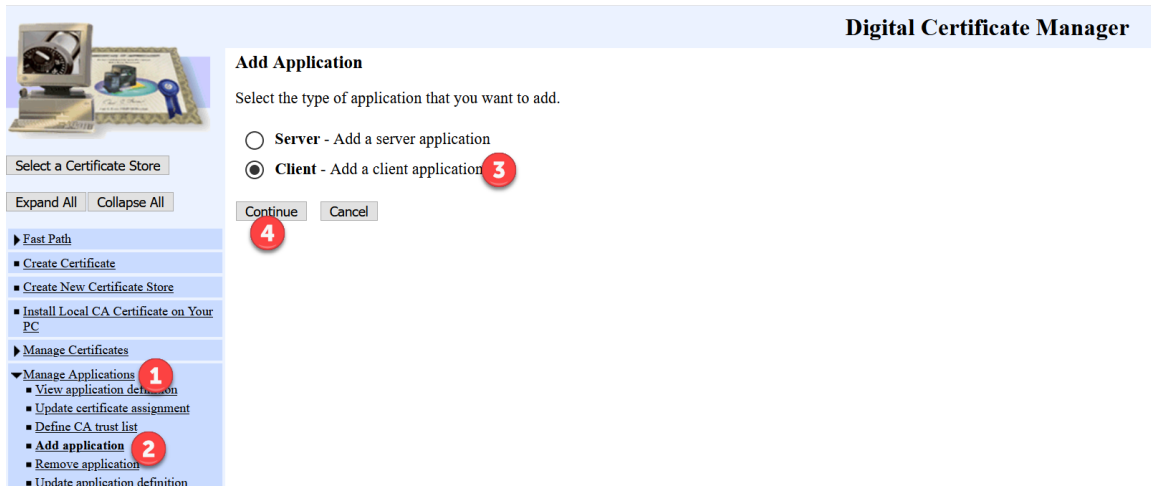 Digital Certificate Manager
Select a Certificate Store
Expand All Collapse All
Fast Path
Create Certificate
Create New Certificate Store
Install Local CA Certificate on Your
PC
Manage Certificates
Manage Applications 1
View application definition
Update certificate assignment
Define CA trust list
Add application 2
Remove application
Update application definition
Add Application
Select the type of application that you want to add.
Server - Add a server application
Client - Add a client application 3
Continue Cancel
4